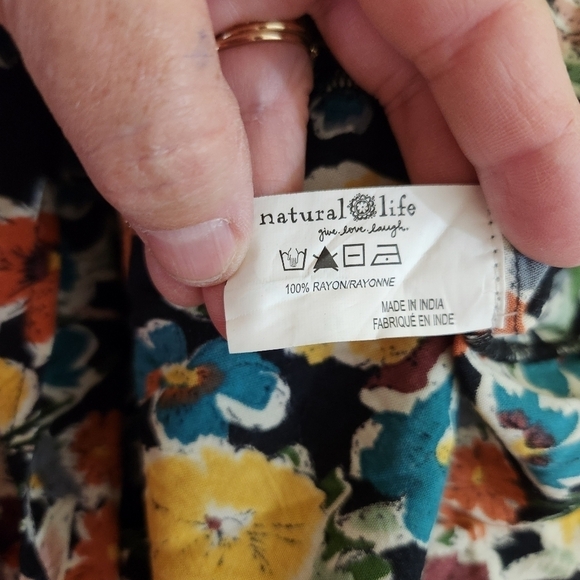 natural life
give. love. laugh.
100% RAYON/RAYONNE
MADE IN INDIA
FABRIQUÉ EN INDE